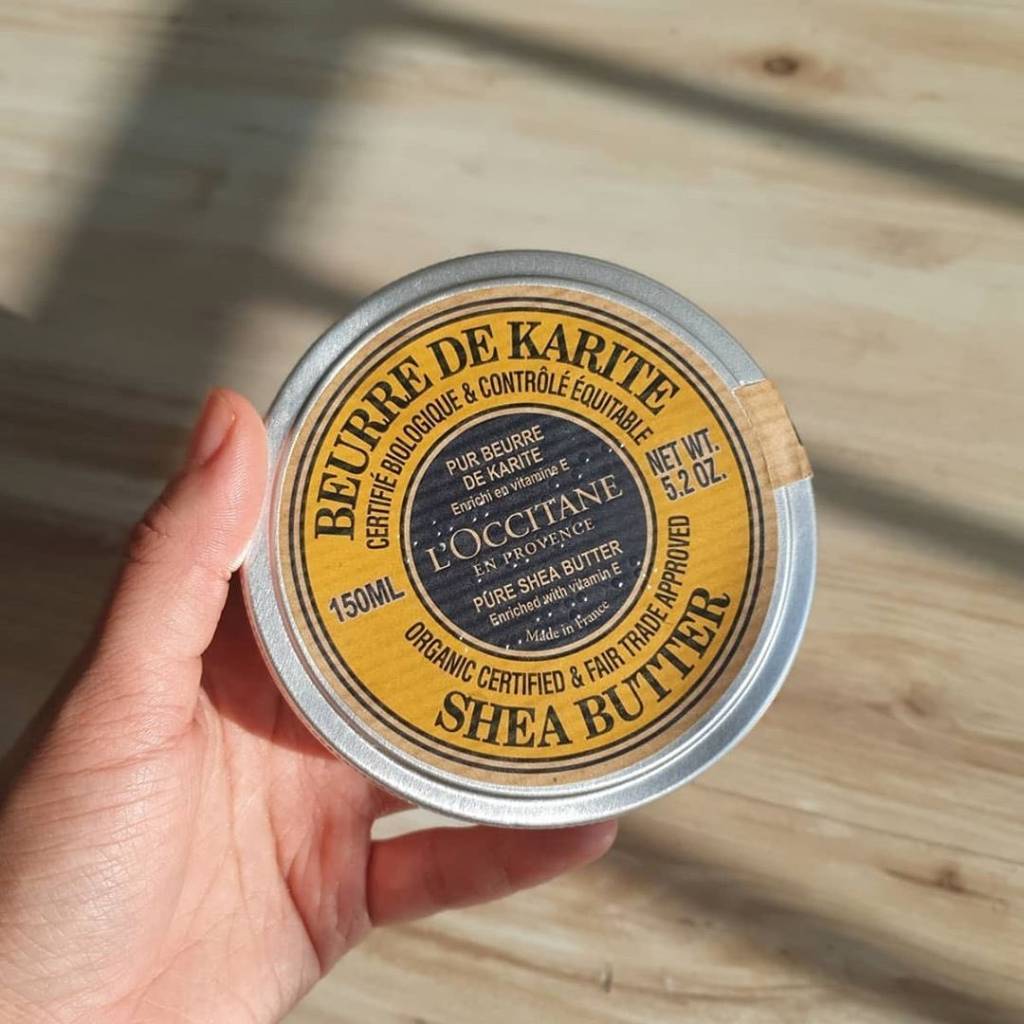 BEURRE DE KARITE
CERTIFIÉ BIOLOGIQUE & CONTRÔLÉ ÉQUITABLE
PUR BEURRE
DE KARITE
Enrichi en vitamine E
L'OCCITANE
EN PROVENCE
PURE SHEA BUTTER
Enriched with vitamin E
Made in France
150ML
NET WT.
5.2 OZ.
ORGANIC CERTIFIED & FAIR TRADE APPROVED
SHEA BUTTER